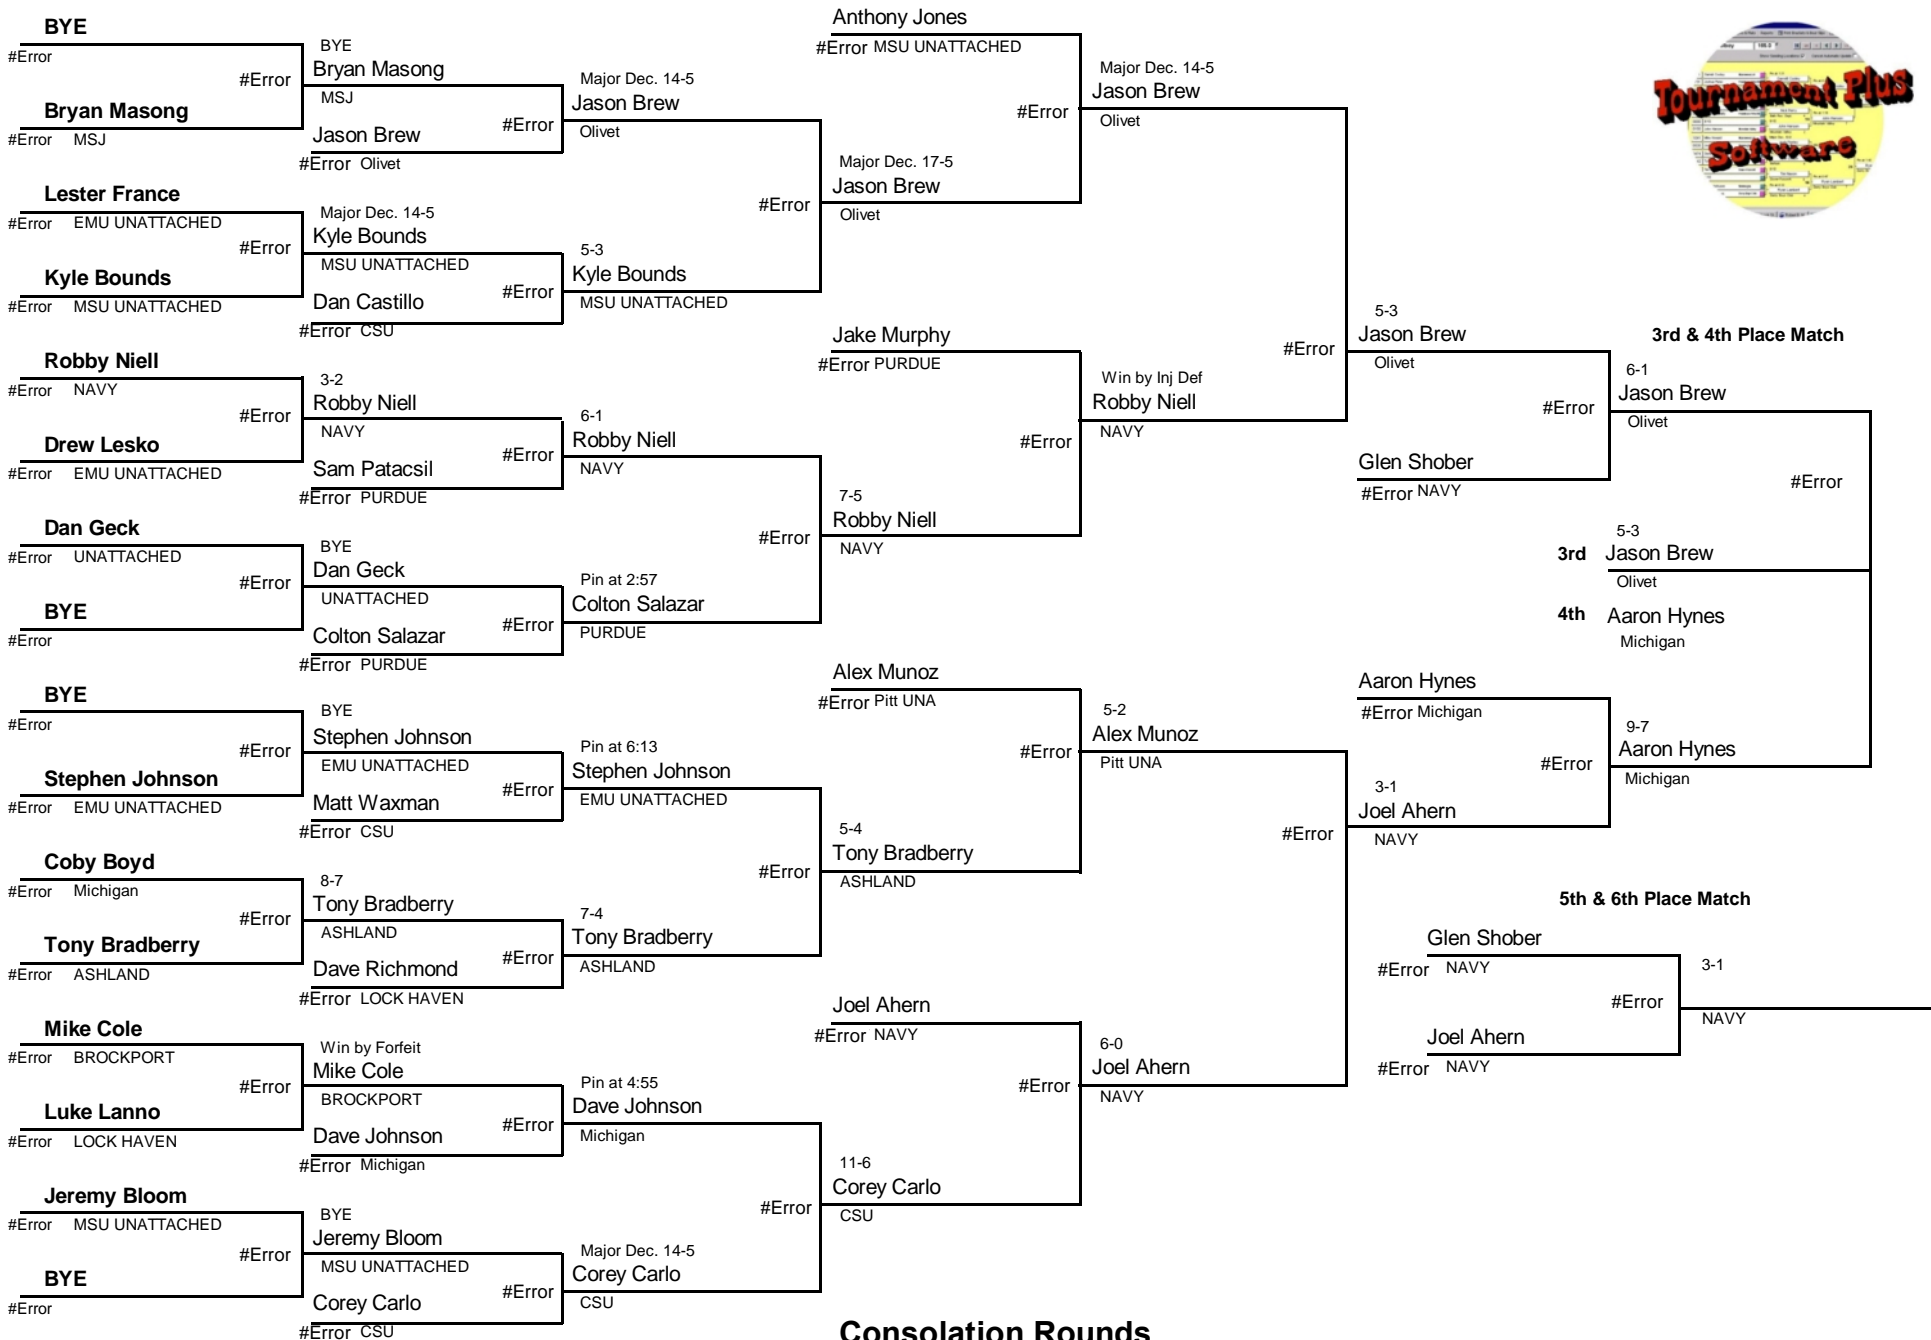 BYE
#Error
#Error
Bryan Masong
#Error MSJ
Lester France
#Error EMU UNATTACHED
#Error
Kyle Bounds
#Error MSU UNATTACHED
Robby Niell
#Error NAVY
#Error
Drew Lesko
#Error EMU UNATTACHED
Dan Geck
#Error UNATTACHED
#Error
BYE
#Error
BYE
#Error
#Error
Stephen Johnson
#Error EMU UNATTACHED
Coby Boyd
#Error Michigan
#Error
Tony Bradberry
#Error ASHLAND
Mike Cole
#Error BROCKPORT
#Error
Luke Lanno
#Error LOCK HAVEN
Jeremy Bloom
#Error MSU UNATTACHED
#Error
BYE
#Error
BYE
Bryan Masong
MSJ
#Error
Jason Brew
#Error Olivet
Major Dec. 14-5
Kyle Bounds
MSU UNATTACHED
#Error
Dan Castillo
#Error CSU
3-2
Robby Niell
NAVY
#Error
Sam Patacsil
#Error PURDUE
BYE
Dan Geck
UNATTACHED
#Error
Colton Salazar
#Error PURDUE
BYE
Stephen Johnson
EMU UNATTACHED
#Error
Matt Waxman
#Error CSU
8-7
Tony Bradberry
ASHLAND
#Error
Dave Richmond
#Error LOCK HAVEN
Win by Forfeit
Mike Cole
BROCKPORT
#Error
Dave Johnson
#Error Michigan
BYE
Jeremy Bloom
MSU UNATTACHED
#Error
Corey Carlo
#Error CSU
Major Dec. 14-5
Jason Brew
Olivet
#Error
5-3
Kyle Bounds
MSU UNATTACHED
6-1
Robby Niell
NAVY
#Error
Pin at 2:57
Colton Salazar
PURDUE
Pin at 6:13
Stephen Johnson
EMU UNATTACHED
#Error
7-4
Tony Bradberry
ASHLAND
Pin at 4:55
Dave Johnson
Michigan
#Error
Major Dec. 14-5
Corey Carlo
CSU
Anthony Jones
#Error MSU UNATTACHED
#Error
Major Dec. 17-5
Jason Brew
Olivet
Jake Murphy
#Error PURDUE
#Error
7-5
Robby Niell
NAVY
Alex Munoz
#Error Pitt UNA
#Error
5-4
Tony Bradberry
ASHLAND
Joel Ahern
#Error NAVY
#Error
11-6
Corey Carlo
CSU
Major Dec. 14-5
Jason Brew
Olivet
#Error
Win by Inj Def
Robby Niell
NAVY
5-2
Alex Munoz
Pitt UNA
#Error
6-0
Joel Ahern
NAVY
Tournament Plus
Software
5-3
Jason Brew
Olivet
#Error
Glen Shober
#Error NAVY
3rd & 4th Place Match
6-1
Jason Brew
Olivet
#Error
5-3
3rd Jason Brew
Olivet
4th Aaron Hynes
Michigan
Aaron Hynes
#Error Michigan
#Error
3-1
Joel Ahern
NAVY
9-7
Aaron Hynes
Michigan
5th & 6th Place Match
Glen Shober
#Error NAVY
#Error
Joel Ahern
#Error NAVY
3-1
NAVY
Consolation Rounds